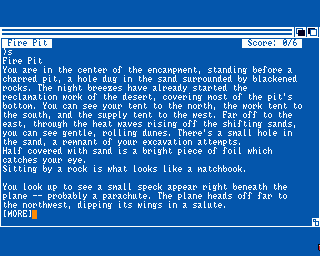 Fire Pit Score: 0/6
>s
Fire Pit
You are in the center of the encampment, standing before a
charred pit, a hole dug in the sand surrounded by blackened
rocks. The night breezes have already started the
reclamation work of the desert, covering most of the pit's
bottom. You can see your tent to the north, the work tent to
the south, and the supply tent to the west. Far off to the
east, through the heat waves rising off the shifting sands,
you can see gentle, rolling dunes. There's a small hole in
the sand, a remnant of your excavation attempts.
Half covered with sand is a bright piece of foil which
catches your eye.
Sitting by a rock is what looks like a matchbook.
You look up to see a small speck appear right beneath the
plane -- probably a parachute. The plane heads off far to
the northwest, dipping its wings in a salute.
[MORE]